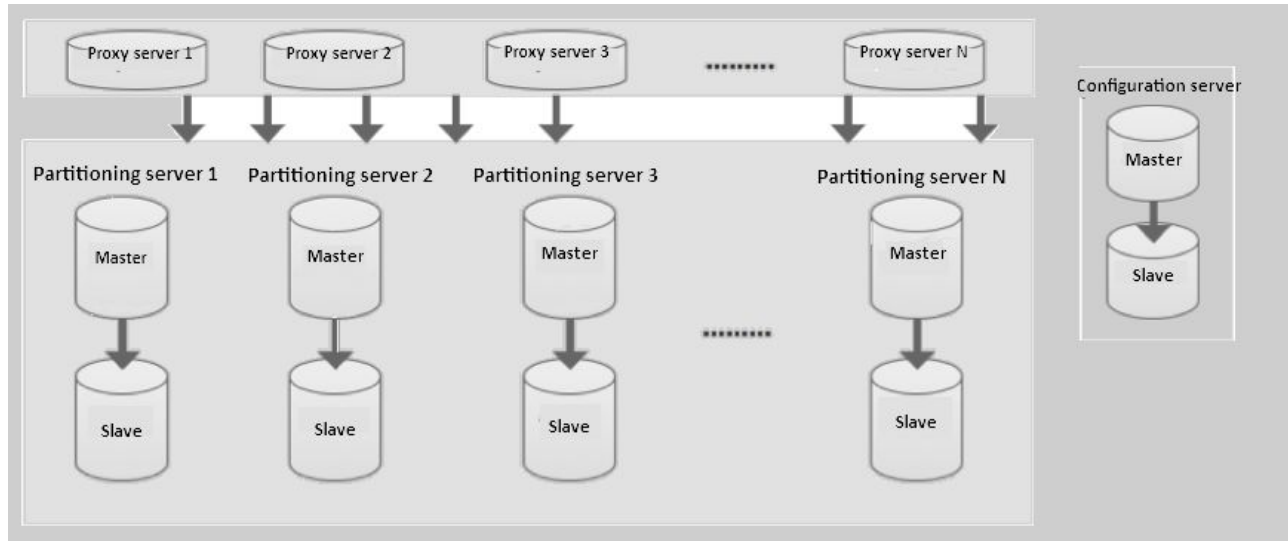 Proxy server 1
Proxy server 2
Proxy server 3
.........
Proxy server N
Configuration server
Master
Slave
Partitioning server 1
Partitioning server 2
Partitioning server 3
Partitioning server N
Master
Master
Master
Master
.........
Slave
Slave
Slave
Slave